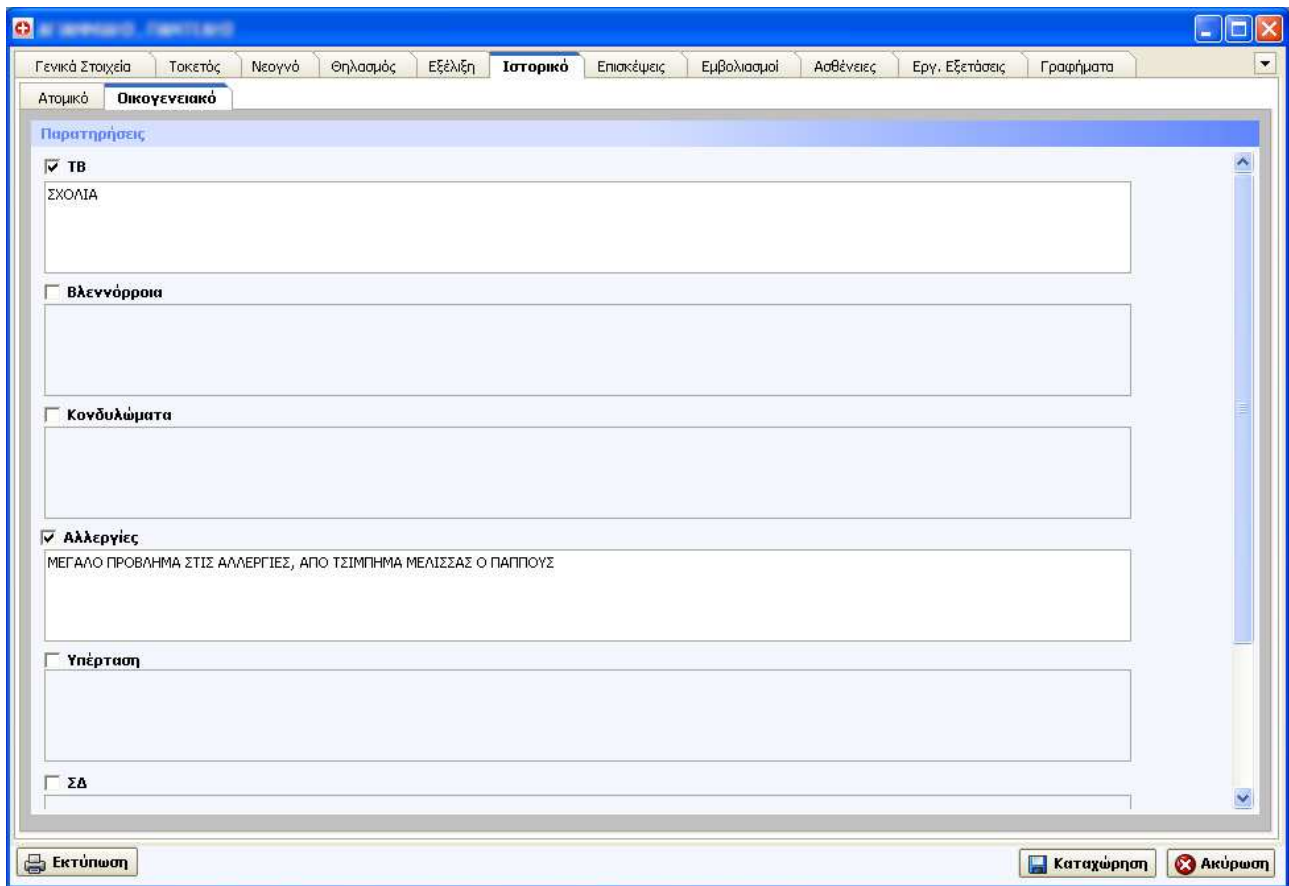 Γενικά Στοιχεία Τοκετός Νεογνό Θηλασμός Εξέλιξη Ιστορικό Επισκέψεις Εμβολιασμοί Ασθένειες Εργ. Εξετάσεις Γραφήματα
Ατομικό Οικογενειακό
Παρατηρήσεις
ΤΒ
ΣΧΟΛΙΑ
Βλεννόρροια
Κονδυλώματα
Αλλεργίες
ΜΕΓΑΛΟ ΠΡΟΒΛΗΜΑ ΣΤΙΣ ΑΛΛΕΡΓΙΕΣ, ΑΠΟ ΤΣΙΜΠΗΜΑ ΜΕΛΙΣΣΑΣ Ο ΠΑΠΠΟΥΣ
Υπέρταση
ΣΔ
Εκτύπωση Καταχώρηση Ακύρωση